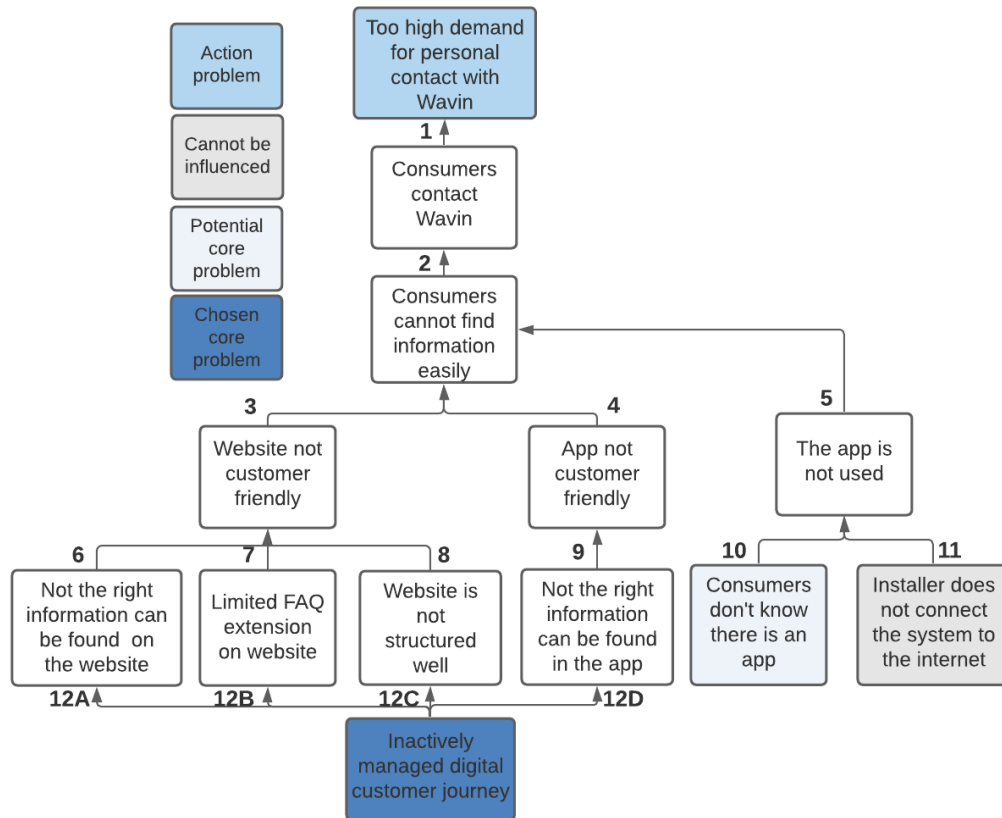 Action
problem
Cannot be
influenced
Potential
core
problem
Chosen
core
problem
Too high demand
for personal
contact with
Wavin
1
Consumers
contact
Wavin
2
Consumers
cannot find
information
easily
3
4
5
Website not
customer
friendly
App not
customer
friendly
The app is
not used
6
7
8
9
10
11
Not the right
information can
be found on
the website
Limited FAQ
extension
on website
Website is
not
structured
well
Not the right
information
can be found
in the app
Consumers
don't know
there is an
app
Installer does
not connect
the system to
the internet
12A
12B
12C
12D
Inactively
managed digital
customer journey